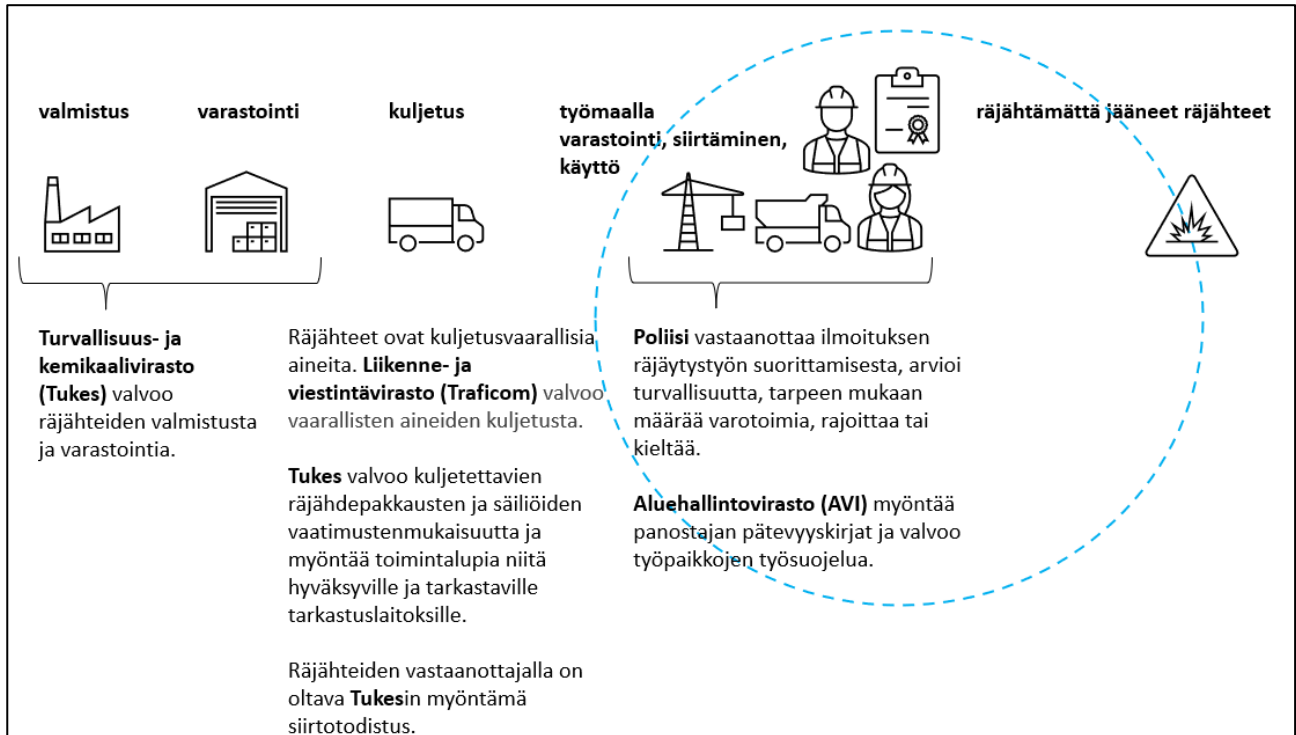 valmistus
varastointi
kuljetus
työmaalla
varastointi, siirtäminen,
käyttö
räjähtämättä jääneet räjähteet
Turvallisuus- ja
kemikaalivirasto
(Tukes) valvoo
räjähteiden valmistusta
ja varastointia.
Räjähteet ovat kuljetusvaarallisia
aineita. Liikenne- ja
viestintävirasto (Traficom) valvoo
vaarallisten aineiden kuljetusta.
Tukes valvoo kuljetettavien
räjähdepakkausten ja säiliöiden
vaatimustenmukaisuutta ja
myöntää toimintalupia niitä
hyväksyville ja tarkastaville
tarkastuslaitoksille.
Räjähteiden vastaanottajalla on
oltava Tukesin myöntämä
siirtotodistus.
Poliisi vastaanottaa ilmoituksen
räjäytystyön suorittamisesta, arvioi
turvallisuutta, tarpeen mukaan
määrää varotoimia, rajoittaa tai
kieltää.
Aluehallintovirasto (AVI) myöntää
panostajan pätevyyskirjat ja valvoo
työpaikkojen työsuojelua.